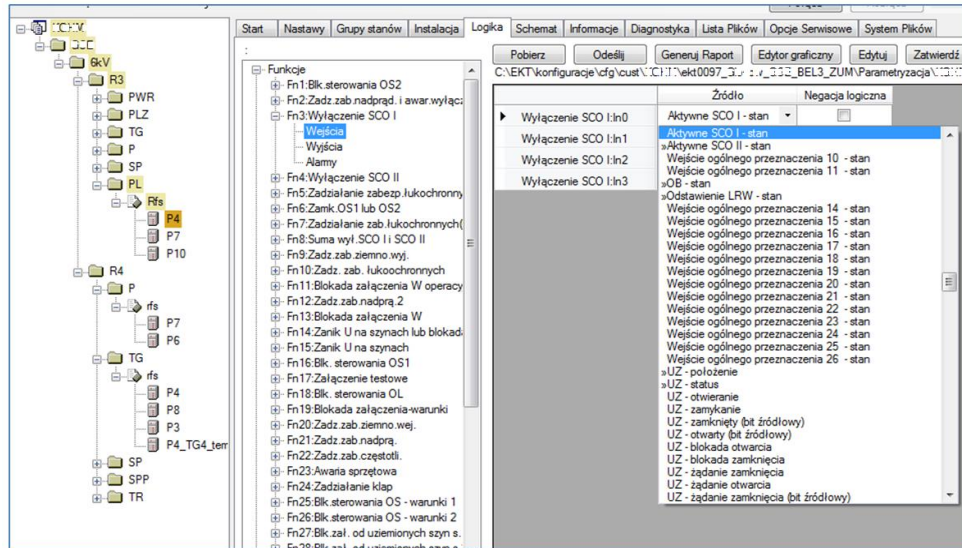 Start Nastawy Grupy stanów Instalacja Logika Schemat Informacje Diagnostyka Lista Plików Opcje Serwisowe System Plików
6kV
R3
PWR
PLZ
TG
P
SP
PL
Rfs
P4
P7
P10
R4
P
rfs
P7
P6
TG
rfs
P4
P8
P3
P4_TG4_tem
SP
SPP
TR
:
Funkcje
Fn1:Blk.sterowania OS2
Fn2:Zadz.zab.nadprąd. i awar.wyłącz
Fn3:Wyłączenie SCO I
Wejścia
Wyjścia
Alarmy
Fn4:Wyłączenie SCO II
Fn5:Zadziałanie zabezp.łukochronny
Fn6:Zamk.OS1 lub OS2
Fn7:Zadziałanie zab.łukochronnych(
Fn8:Suma wył.SCO I i SCO II
Fn9:Zadz.zab.ziemno.wyj.
Fn10:Zadz. zab. łukoochronnych
Fn11:Blokada załączenia W operacy
Fn12:Zadz.zab.nadprą.2
Fn13:Blokada załączenia W
Fn14:Zanik U na szynach lub blokada
Fn15:Zanik U na szynach
Fn16:Blk. sterowania OS1
Fn17:Załączenie testowe
Fn18:Blk. sterowania OL
Fn19:Blokada załączenia-warunki
Fn20:Zadz.zab.ziemno.wej.
Fn21:Zadz.zab.nadprą.
Fn22:Zadz.zab.częstotli.
Fn23:Awaria sprzętowa
Fn24:Zadziałanie klap
Fn25:Blk.sterowania OS - warunki 1
Fn26:Blk.sterowania OS - warunki 2
Fn27:Blk.zał. od uziemionych szyn s.
Pobierz Odeślij Generuj Raport Edytor graficzny Edytuj Zatwierdź
Źródło Negacja logiczna
Wyłączenie SCO I:In0 Aktywne SCO I - stan
Wyłączenie SCO I:In1
Wyłączenie SCO I:In2
Wyłączenie SCO I:In3
Aktywne SCO I - stan
»Aktywne SCO II - stan
Wejście ogólnego przeznaczenia 10 - stan
Wejście ogólnego przeznaczenia 11 - stan
»OB - stan
»Odstawienie LRW - stan
Wejście ogólnego przeznaczenia 14 - stan
Wejście ogólnego przeznaczenia 15 - stan
Wejście ogólnego przeznaczenia 16 - stan
Wejście ogólnego przeznaczenia 17 - stan
Wejście ogólnego przeznaczenia 18 - stan
Wejście ogólnego przeznaczenia 19 - stan
Wejście ogólnego przeznaczenia 20 - stan
Wejście ogólnego przeznaczenia 21 - stan
Wejście ogólnego przeznaczenia 22 - stan
Wejście ogólnego przeznaczenia 23 - stan
Wejście ogólnego przeznaczenia 24 - stan
Wejście ogólnego przeznaczenia 25 - stan
Wejście ogólnego przeznaczenia 26 - stan
»UZ - położenie
»UZ - status
UZ - otwieranie
UZ - zamykanie
UZ - zamknięty (bit źródłowy)
UZ - otwarty (bit źródłowy)
UZ - blokada otwarcia
UZ - blokada zamknięcia
UZ - żądanie zamknięcia
UZ - żądanie otwarcia
UZ - żądanie zamknięcia (bit źródłowy)